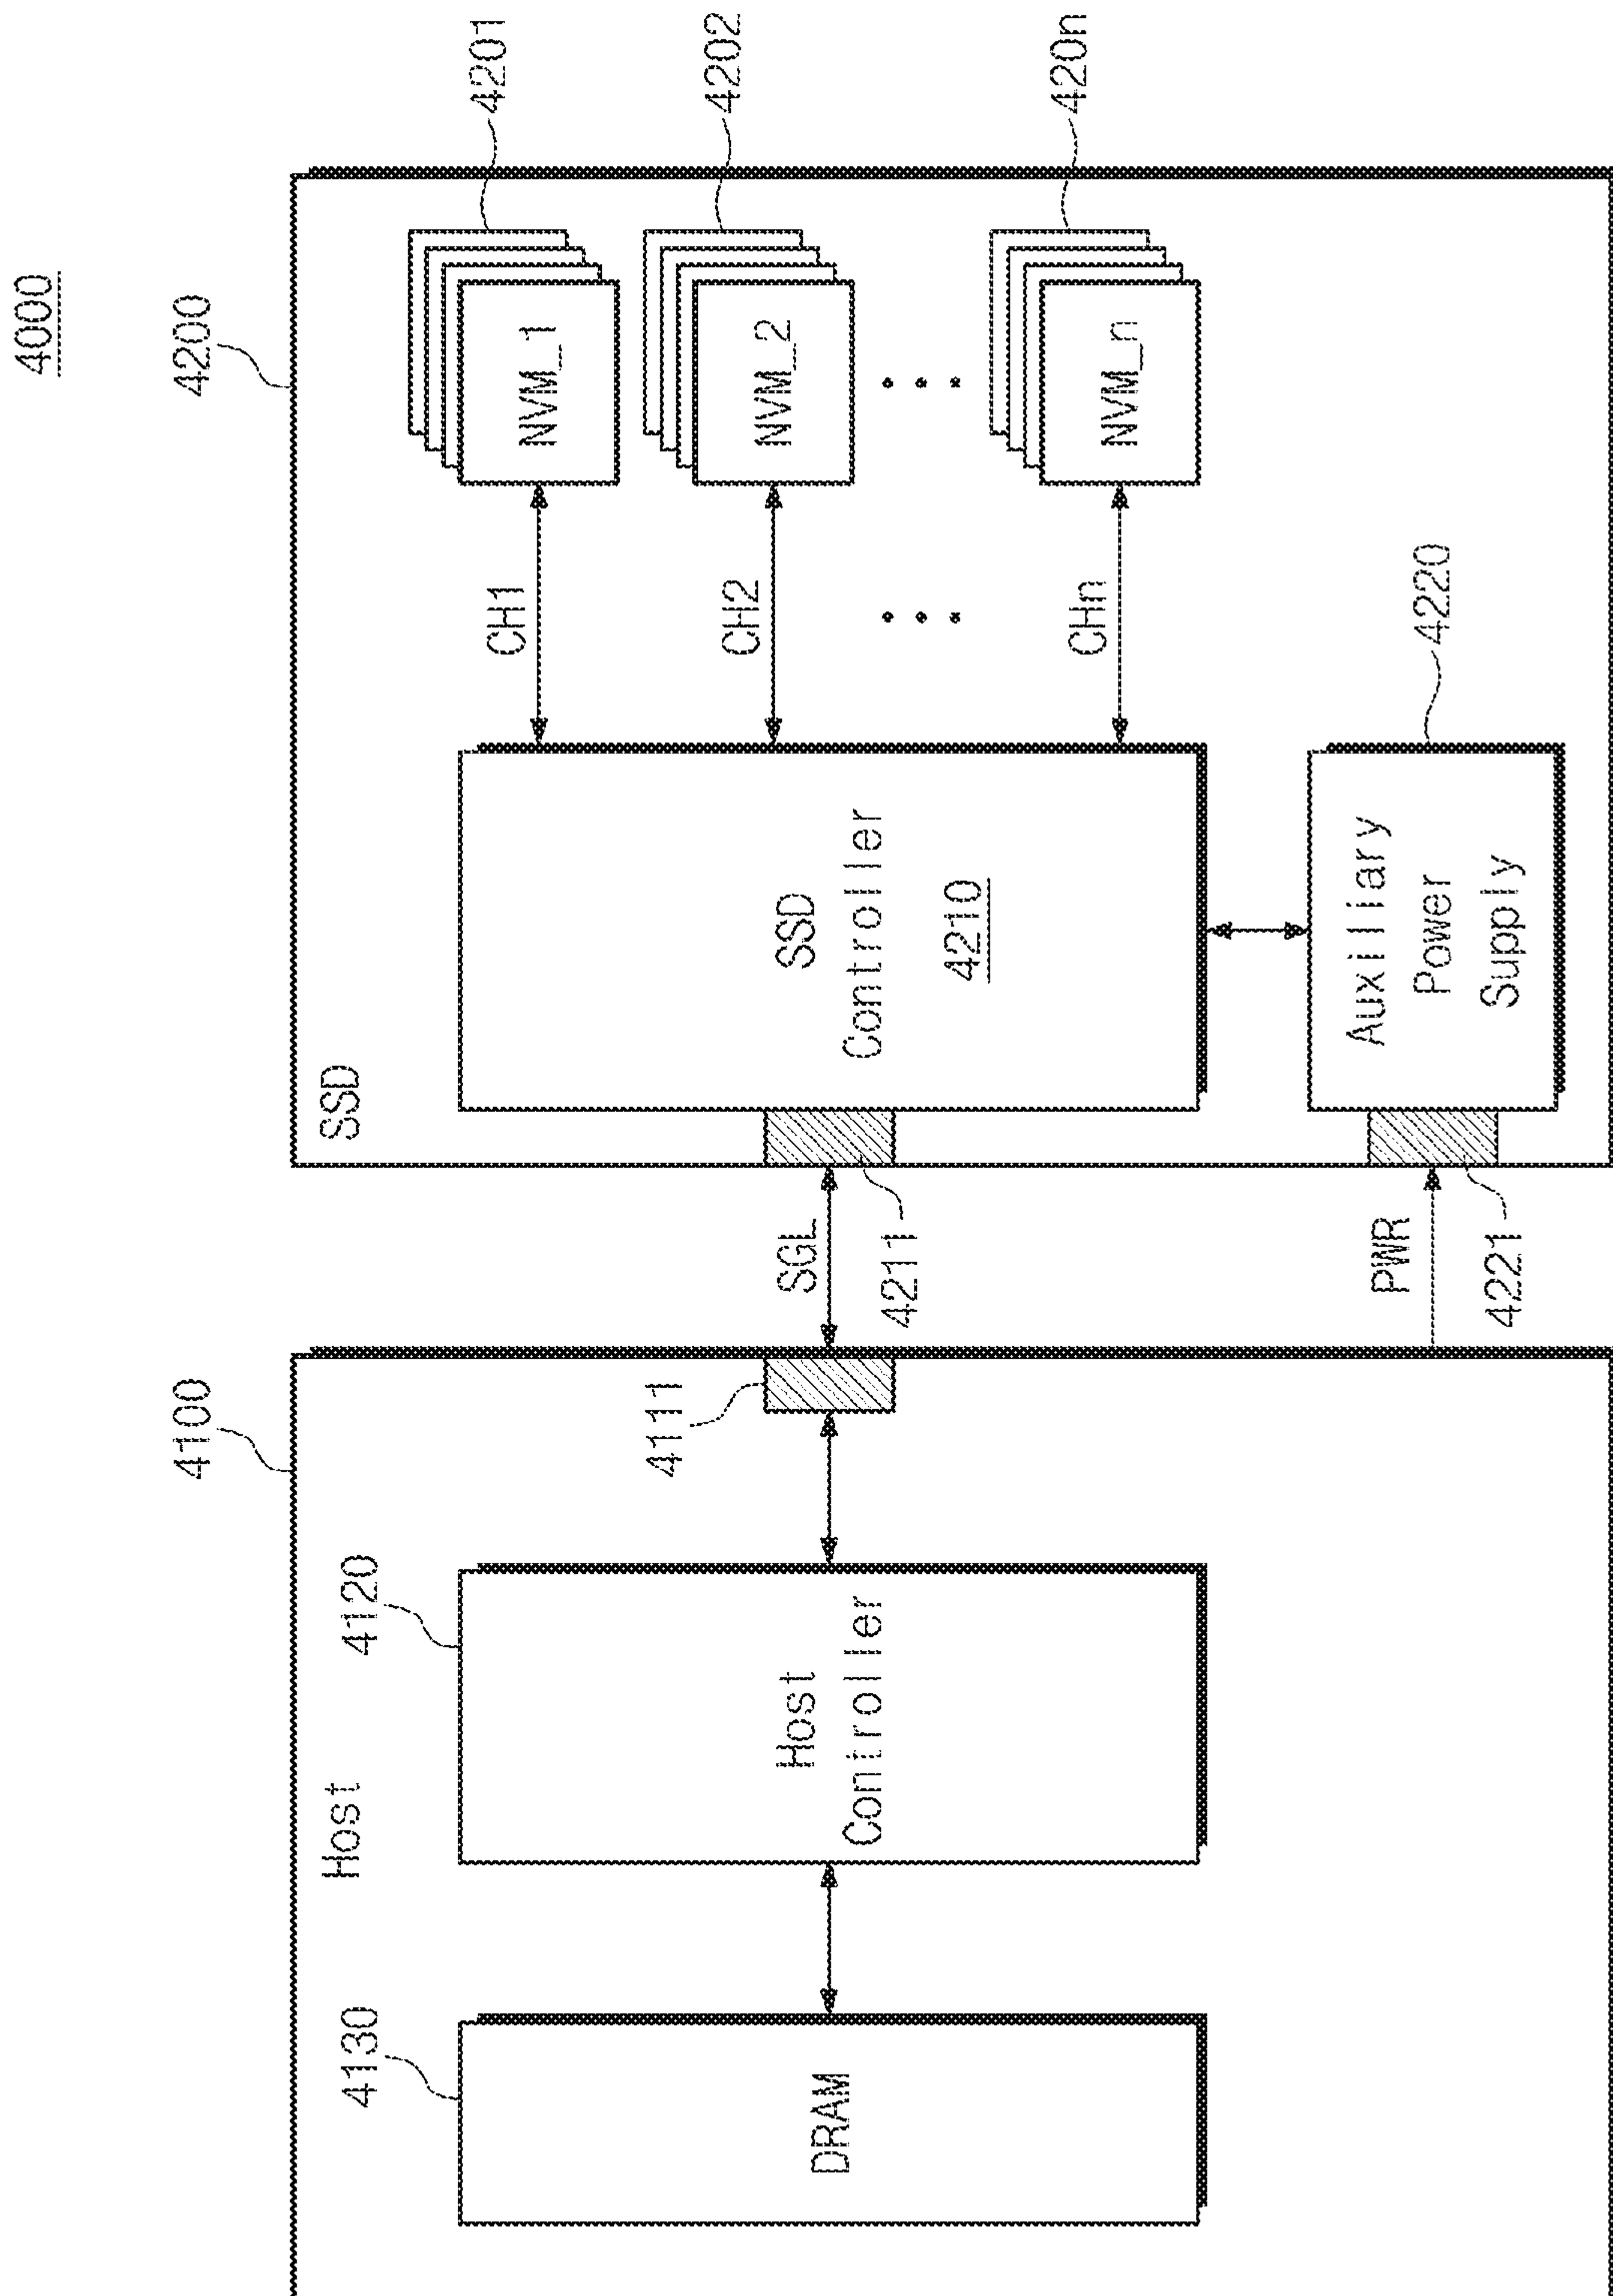 4000
4100
4200
Host
SSD
4130
4120
4201
DRAM
Host
Controller
4111
SGL
4211
SSD
Controller
4210
CH1
NVM_1
CH2
NVM_2
4202
CHn
NVM_n
420n
PWR
4221
Auxiliary
Power
Supply
4220